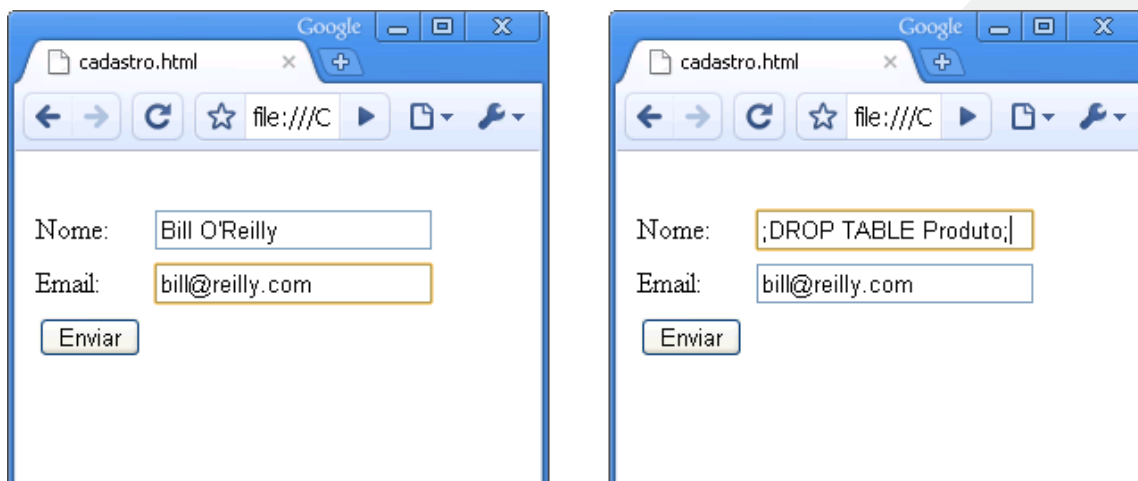 Google
cadastro.html
file:///C
Nome: Bill O'Reilly
Email: bill@reilly.com
Enviar
Google
cadastro.html
file:///C
Nome: ;DROP TABLE Produto;
Email: bill@reilly.com
Enviar